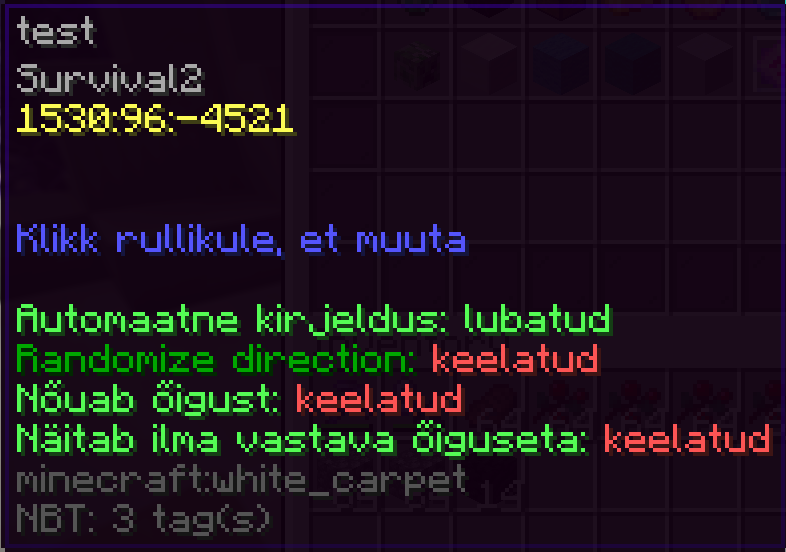 test
Survival2
1530:96:-4521
Klikk rullikule, et muuta
Automaatne kirjeldus: lubatud
Randomize direction: keelatud
Nõuab õigust: keelatud
Näitab ilma vastava õiguseta: keelatud
minecraft:white_carpet
NBT: 3 tag(s)